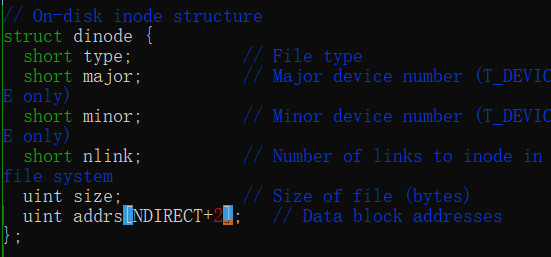 // On-disk inode structure
struct dinode {
  short type;           // File type
  short major;          // Major device number (T_DEVIC
E only)
  short minor;          // Minor device number (T_DEVIC
E only)
  short nlink;          // Number of links to inode in
file system
  uint size;            // Size of file (bytes)
  uint addrs[NDIRECT+2];   // Data block addresses
};